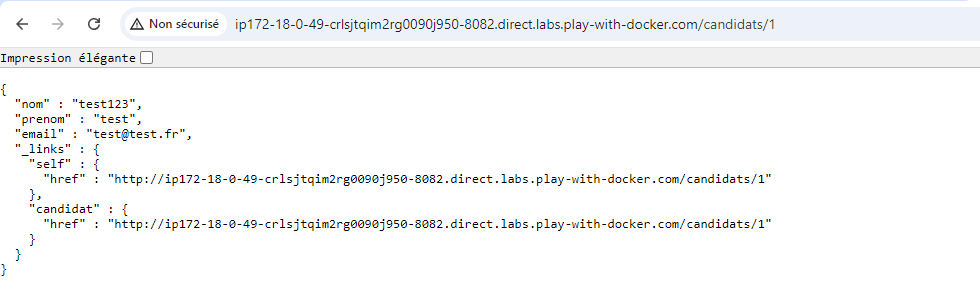 Non sécurisé ip172-18-0-49-crlsjtqim2rg0090j950-8082.direct.labs.play-with-docker.com/candidats/1
Impression élégante
{
  "nom" : "test123",
  "prenom" : "test",
  "email" : "test@test.fr",
  "_links" : {
    "self" : {
      "href" : "http://ip172-18-0-49-crlsjtqim2rg0090j950-8082.direct.labs.play-with-docker.com/candidats/1"
    },
    "candidat" : {
      "href" : "http://ip172-18-0-49-crlsjtqim2rg0090j950-8082.direct.labs.play-with-docker.com/candidats/1"
    }
  }
}